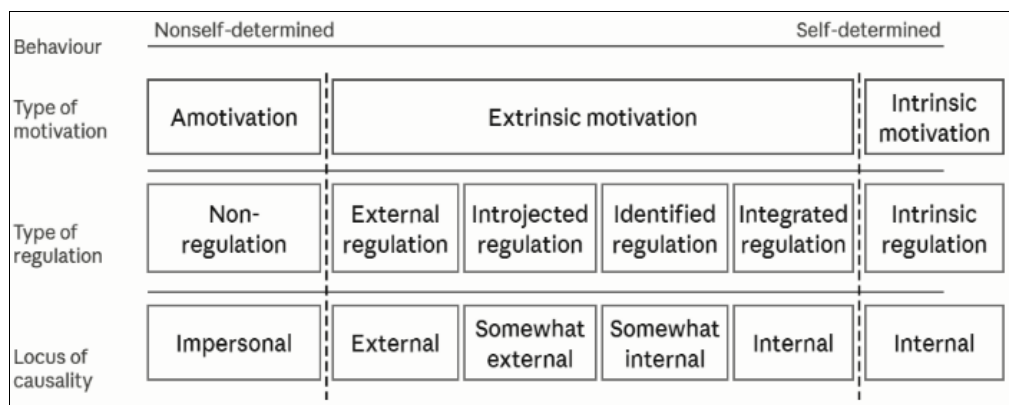 Nonself-determined
Self-determined
Behaviour
Type of
motivation
Amotivation
Extrinsic motivation
Intrinsic
motivation
Type of
regulation
Non-
regulation
External
regulation
Introjected
regulation
Identified
regulation
Integrated
regulation
Intrinsic
regulation
Locus of
causality
Impersonal
External
Somewhat
external
Somewhat
internal
Internal
Internal